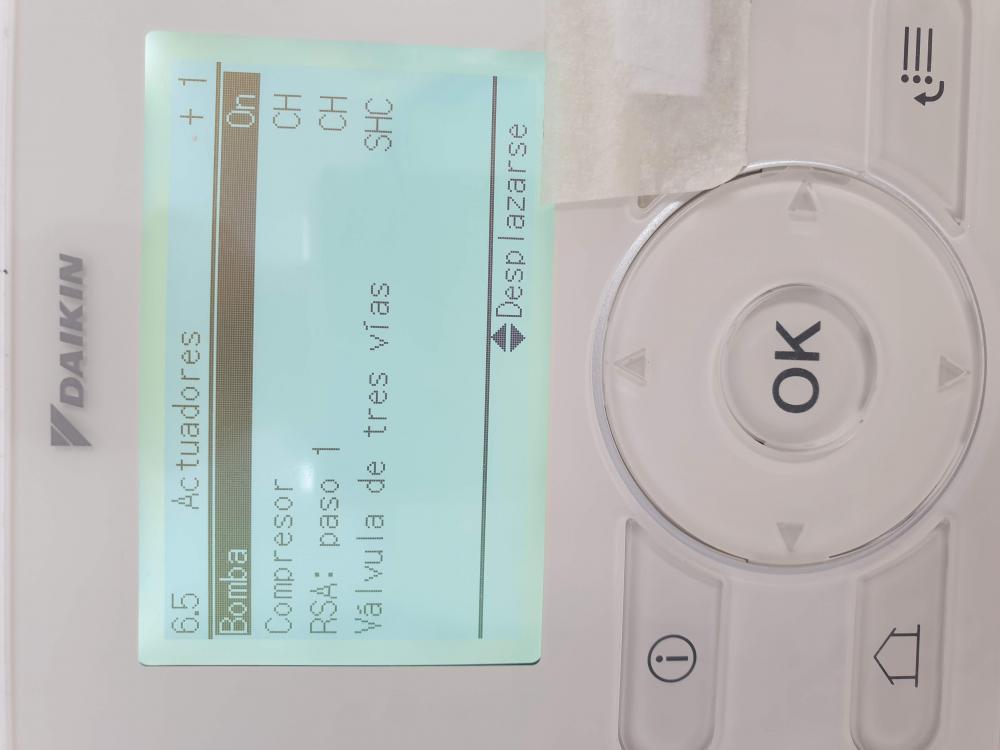 DAIKIN
6.5 Actuadores + 1
Bomba On
Compresor CH
RSA: paso 1 CH
Válvula de tres vías SHC
Desplazarse
OK
i